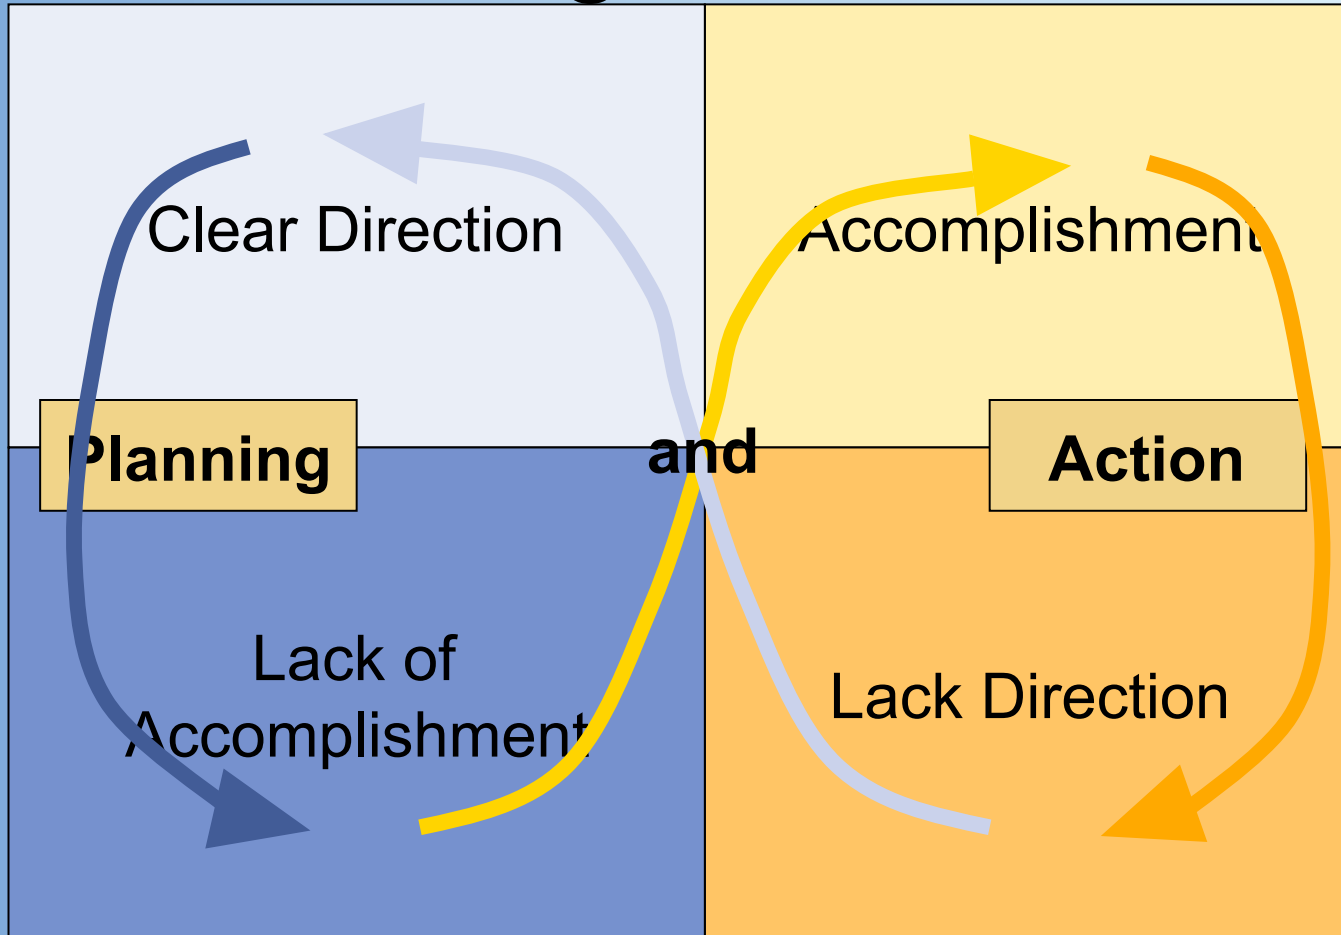 Clear Direction
Accomplishment
Planning
and
Action
Lack of
Accomplishment
Lack Direction